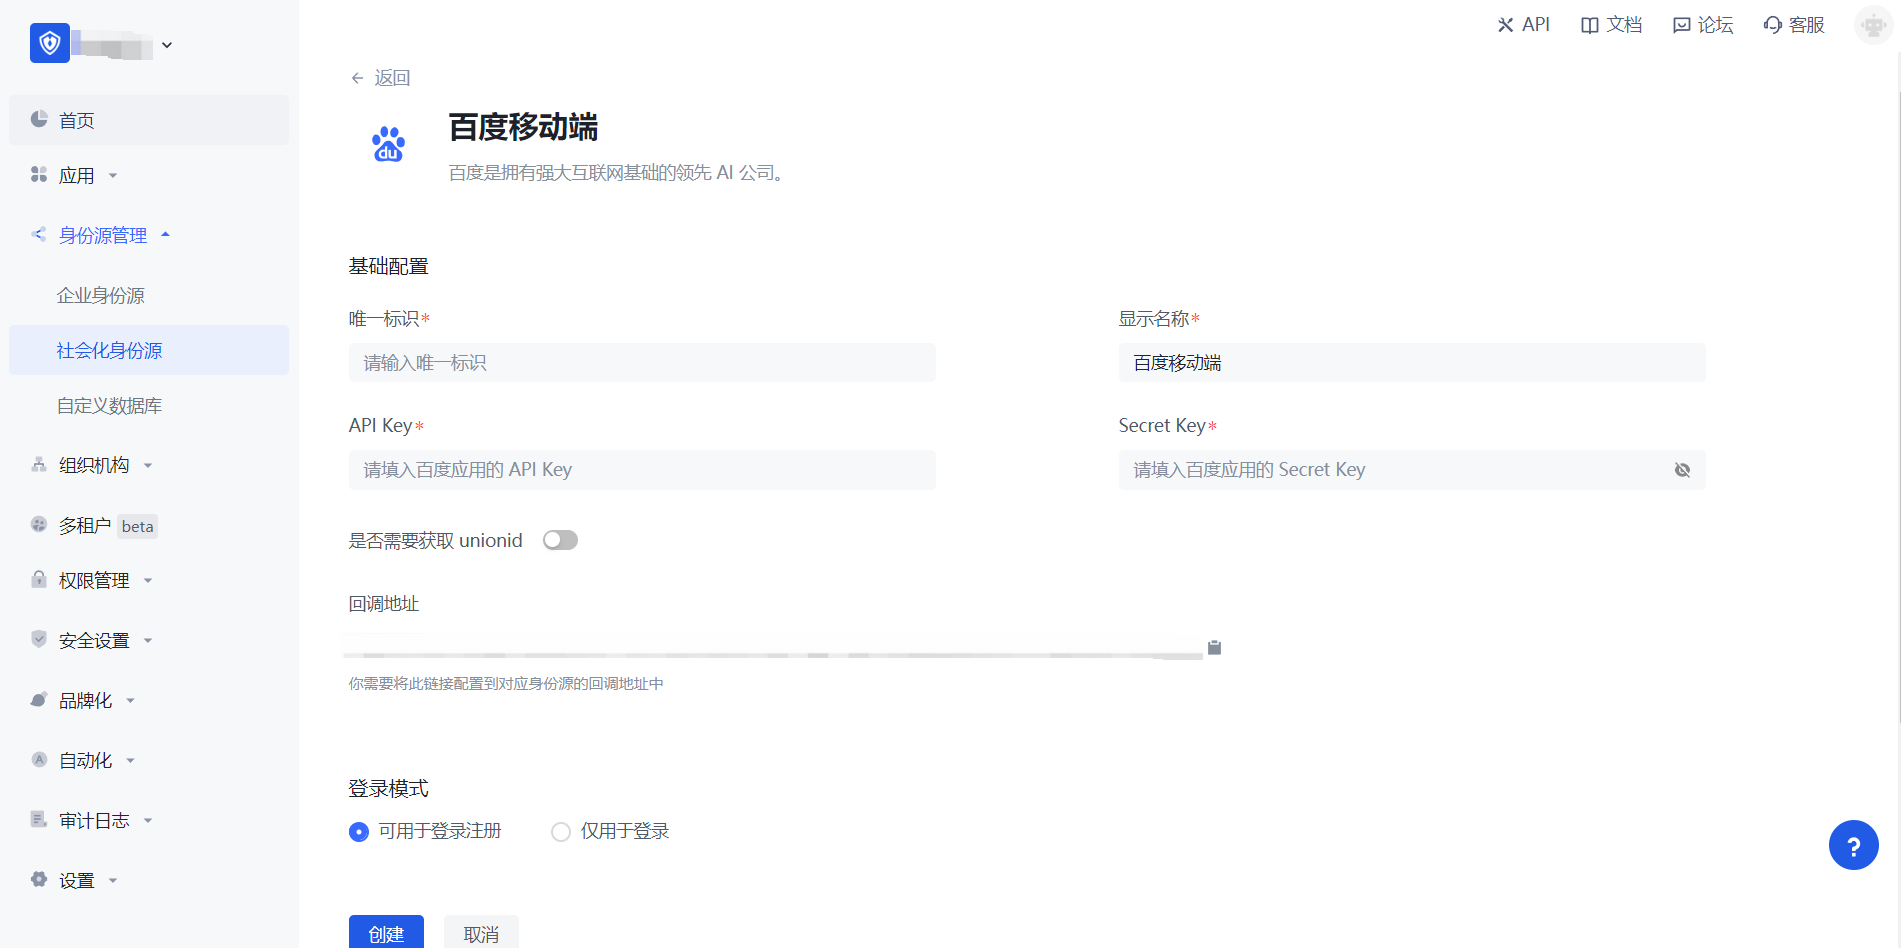 API
文档
论坛
客服
首页
应用
身份源管理
企业身份源
社会化身份源
自定义数据库
组织机构
多租户 beta
权限管理
安全设置
品牌化
自动化
审计日志
设置
返回
du
百度移动端
百度是拥有强大互联网基础的领先 AI 公司。
基础配置
唯一标识*
请输入唯一标识
显示名称*
百度移动端
API Key*
请填入百度应用的 API Key
Secret Key*
请填入百度应用的 Secret Key
是否需要获取 unionid
回调地址
你需要将此链接配置到对应身份源的回调地址中
登录模式
可用于登录注册
仅用于登录
创建
取消
?